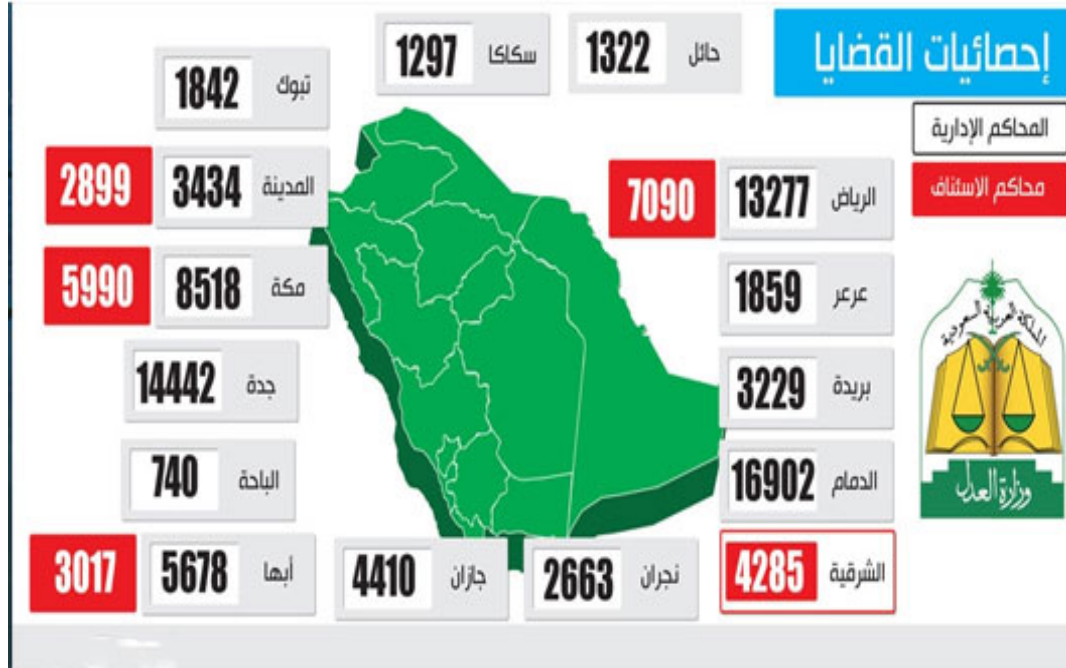 إحصائيات القضايا
المحاكم الإدارية
محاكم الاسئناف
حائل 1322
سكاكا 1297
تبوك 1842
المدينة 3434 2899
مكة 8518 5990
جدة 14442
الباحة 740
أبها 5678 3017
جازان 4410
نجران 2663
الرياض 13277 7090
عرعر 1859
بريدة 3229
الدمام 16902
الشرقية 4285
المملكة العربية السعودية
وزارة العدل